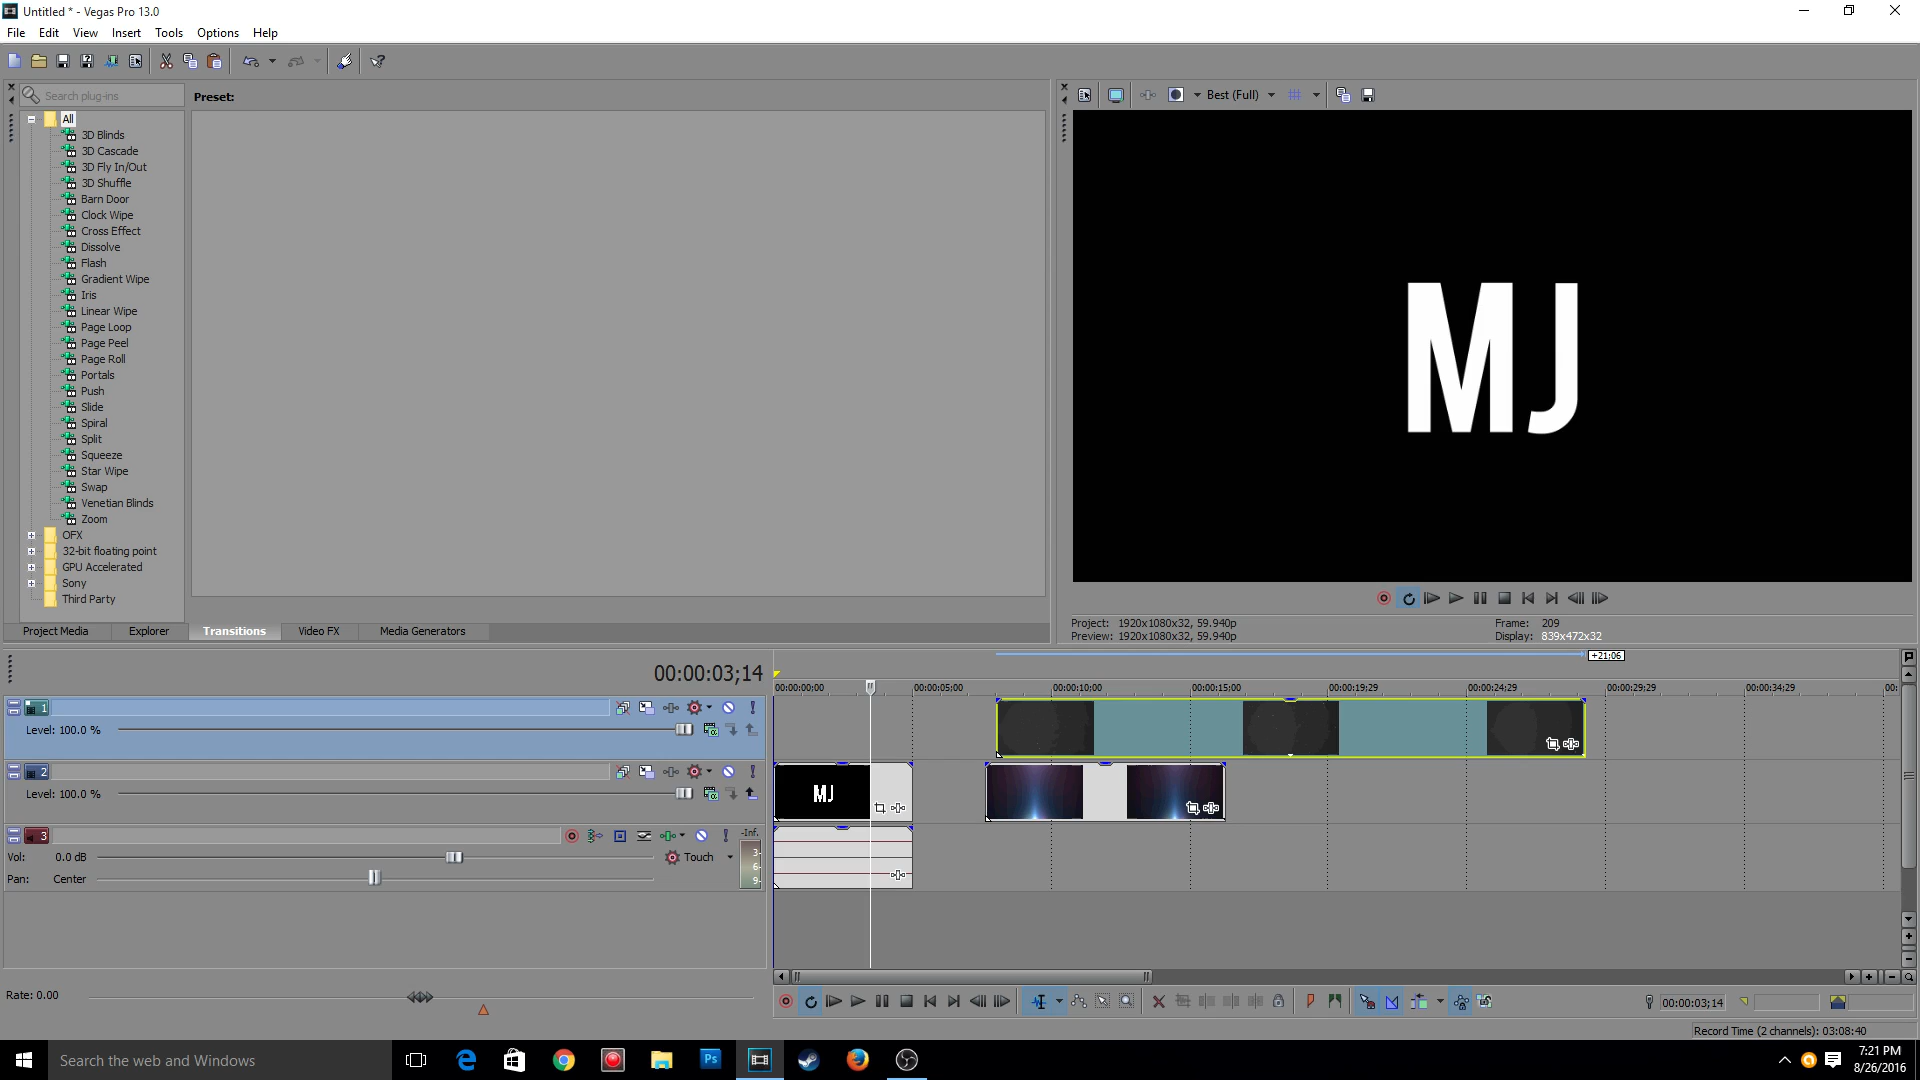 Untitled * - Vegas Pro 13.0
File Edit View Insert Tools Options Help
Search plug-ins
Preset:
Best (Full)
All
3D Blinds
3D Cascade
3D Fly In/Out
3D Shuffle
Barn Door
Clock Wipe
Cross Effect
Dissolve
Flash
Gradient Wipe
Iris
Linear Wipe
Page Loop
Page Peel
Page Roll
Portals
Push
Slide
Spiral
Split
Squeeze
Star Wipe
Swap
Venetian Blinds
Zoom
OFX
32-bit floating point
GPU Accelerated
Sony
Third Party
MJ
Project Media Explorer Transitions Video FX Media Generators
Project: 1920x1080x32, 59.940p Frame: 209
Preview: 1920x1080x32, 59.940p Display: 839x472x32
+21:06
00:00:03;14
00:00:00;00 00:00:05;00 00:00:10;00 00:00:15;00 00:00:19;29 00:00:24;29 00:00:29;29 00:00:34;29 00:
1
Level: 100.0 %
2
Level: 100.0 %
MJ
3
-Inf.
Vol: 0.0 dB Touch
3
6
9
Pan: Center
Rate: 0.00
00:00:03;14
Record Time (2 channels): 03:08:40
Search the web and Windows
Ps
7:21 PM
8/26/2016